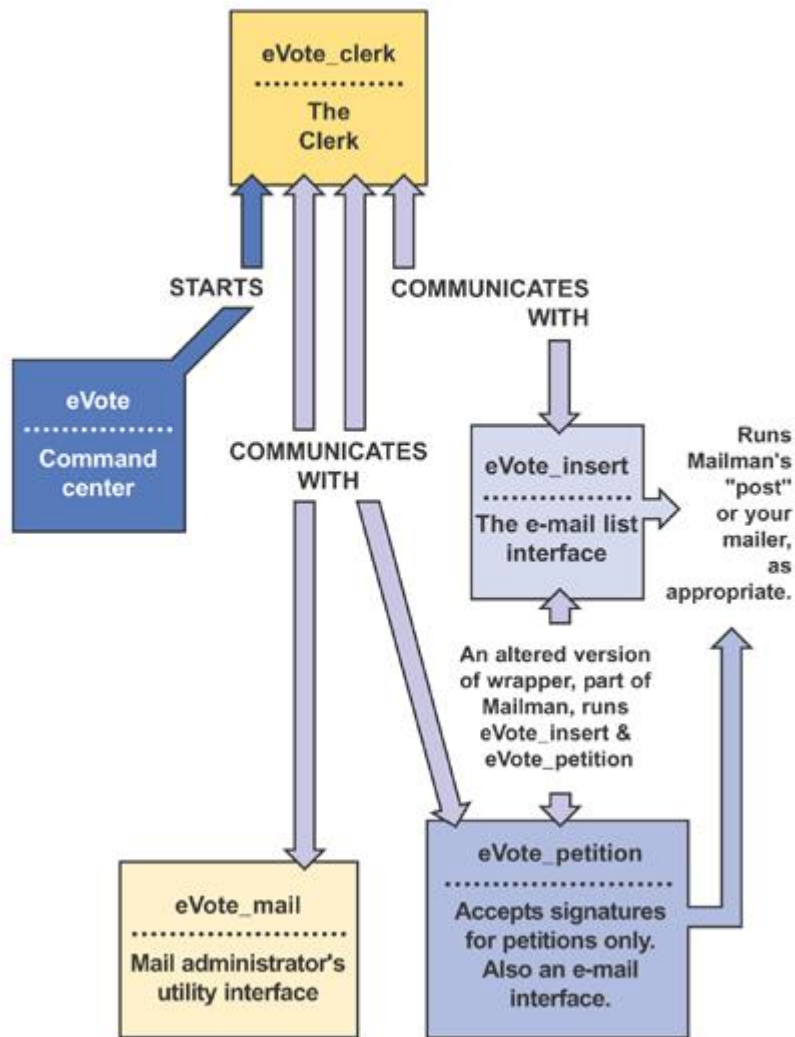 eVote_clerk
The
Clerk
STARTS
COMMUNICATES
WITH
eVote
Command
center
COMMUNICATES
WITH
eVote_insert
The e-mail list
interface
Runs
Mailman's
"post"
or your
mailer,
as
appropriate.
An altered version
of wrapper, part of
Mailman, runs
eVote_insert &
eVote_petition
eVote_mail
Mail administrator's
utility interface
eVote_petition
Accepts signatures
for petitions only.
Also an e-mail
interface.